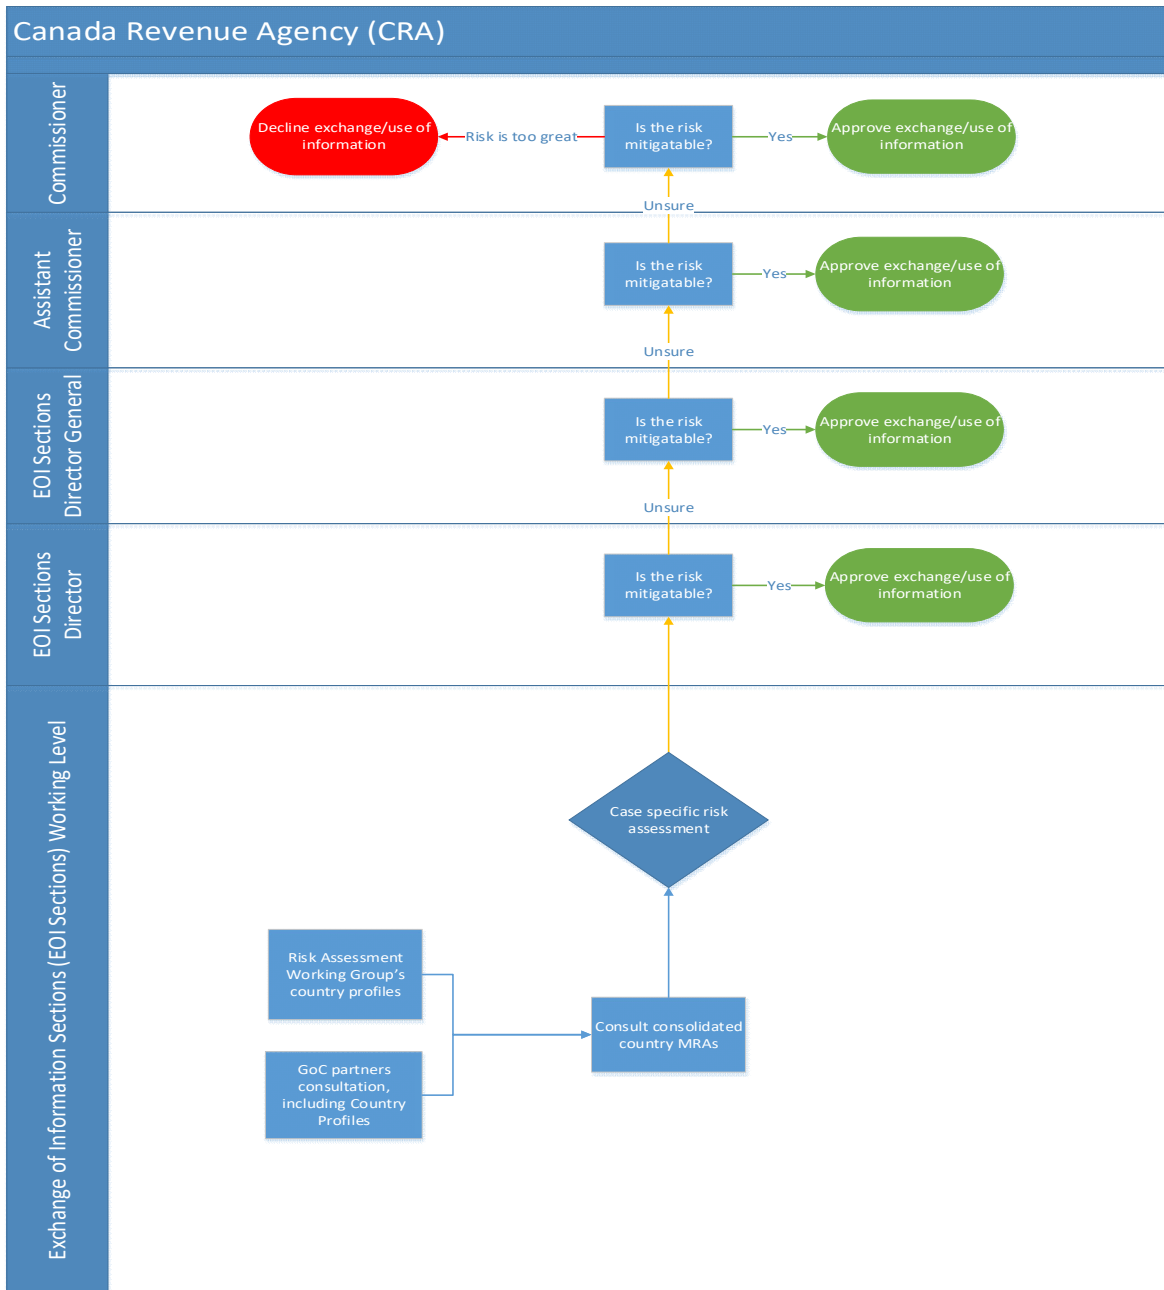 Canada Revenue Agency (CRA)
Commissioner
Decline exchange/use of
information
Risk is too great
Is the risk
mitigatable?
Yes
Approve exchange/use of
information
Unsure
Assistant
Commissioner
Is the risk
mitigatable?
Yes
Approve exchange/use of
information
Unsure
EOI Sections
Director General
Is the risk
mitigatable?
Yes
Approve exchange/use of
information
Unsure
EOI Sections
Director
Is the risk
mitigatable?
Yes
Approve exchange/use of
information
Exchange of Information Sections (EOI Sections) Working Level
Case specific risk
assessment
Risk Assessment
Working Group’s
country profiles
Consult consolidated
country MRAs
GoC partners
consultation,
including Country
Profiles